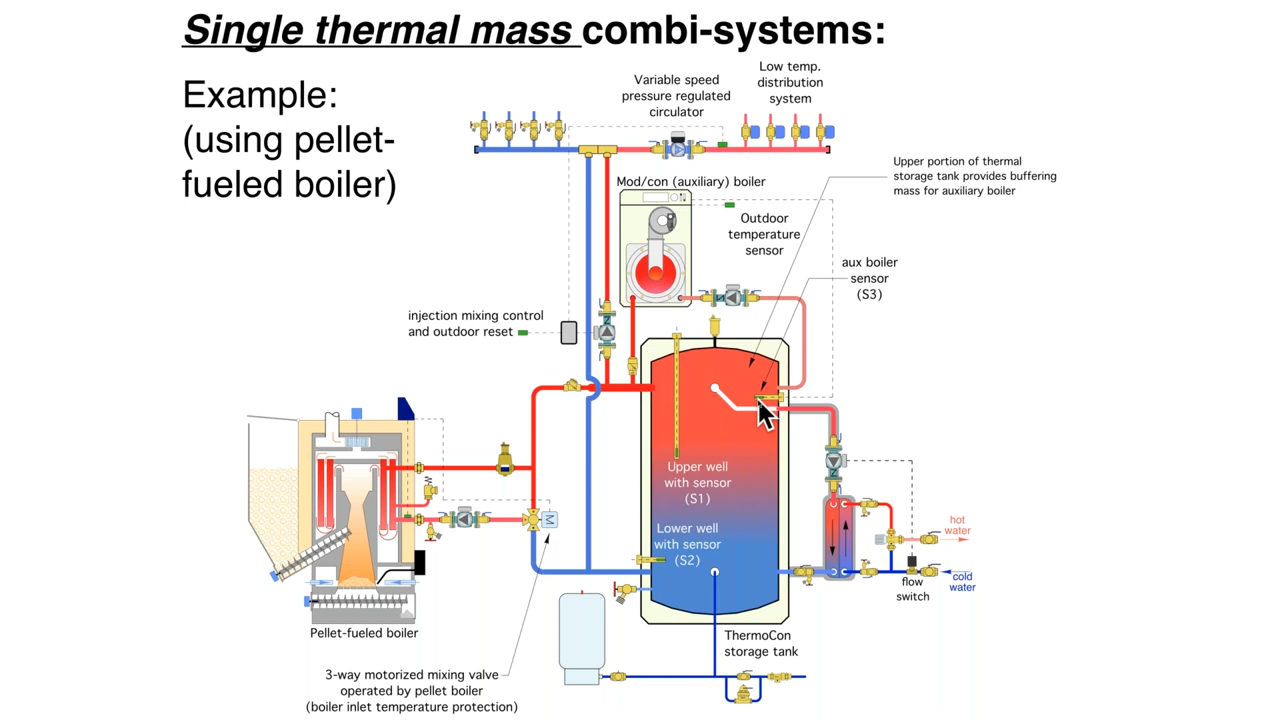 Single thermal mass combi-systems:
Example:
(using pellet-
fueled boiler)
Variable speed
pressure regulated
circulator
Low temp.
distribution
system
Mod/con (auxiliary) boiler
Upper portion of thermal
storage tank provides buffering
mass for auxiliary boiler
Outdoor
temperature
sensor
aux boiler
sensor
(S3)
injection mixing control
and outdoor reset
Upper well
with sensor
(S1)
Lower well
with sensor
(S2)
M
hot
water
cold
water
flow
switch
Pellet-fueled boiler
ThermoCon
storage tank
3-way motorized mixing valve
operated by pellet boiler
(boiler inlet temperature protection)